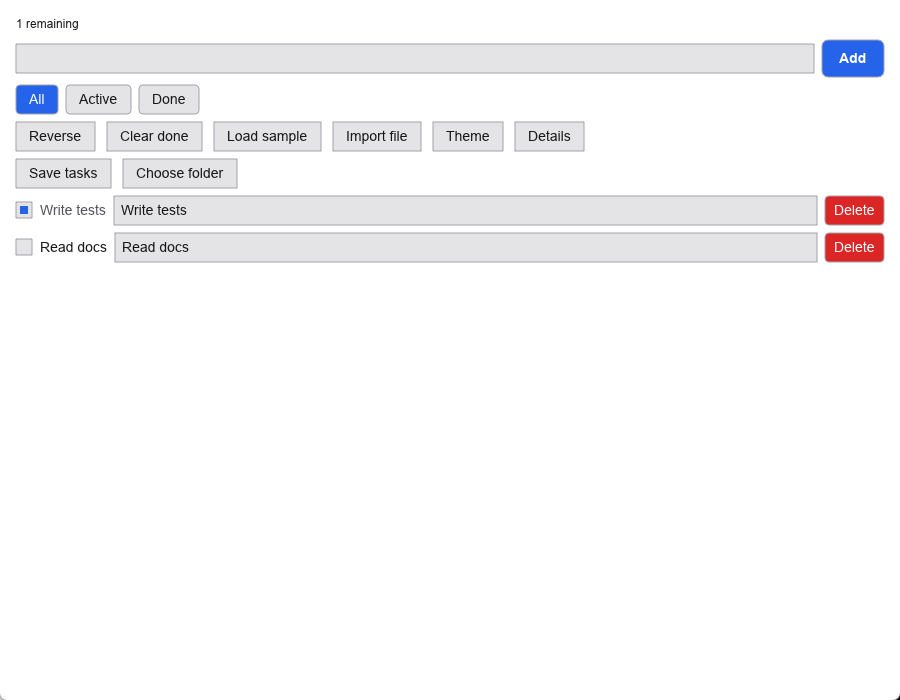 1 remaining
Add
All Active Done
Reverse Clear done Load sample Import file Theme Details
Save tasks Choose folder
Write tests Write tests Delete
Read docs Read docs Delete